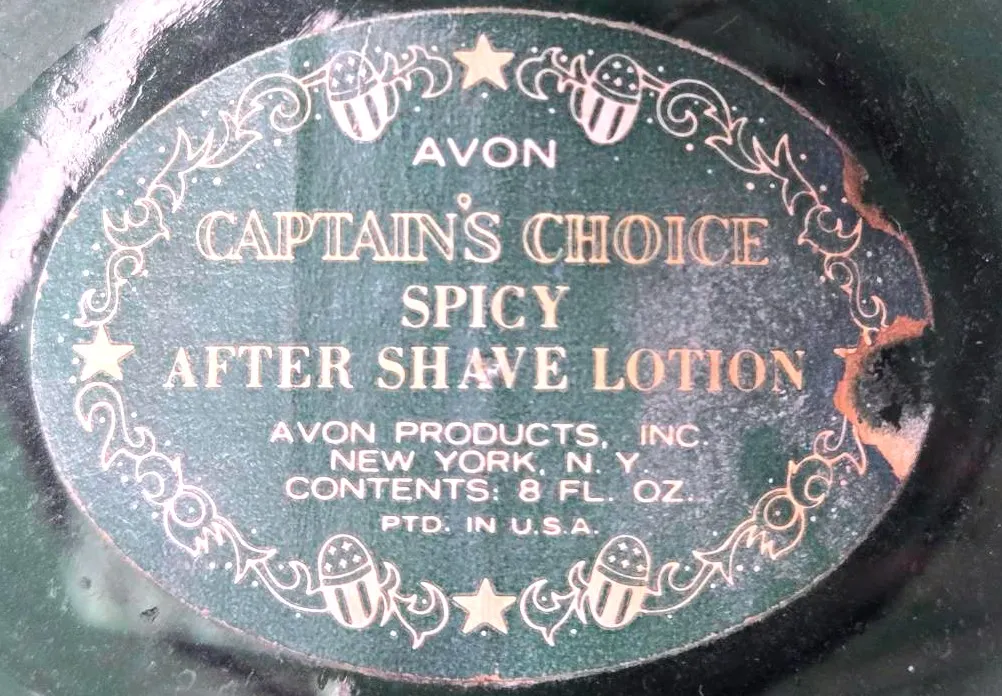 AVON
CAPTAIN'S CHOICE
SPICY
AFTER SHAVE LOTION
AVON PRODUCTS, INC.
NEW YORK, N. Y.
CONTENTS: 8 FL. OZ.
PTD. IN U.S.A.